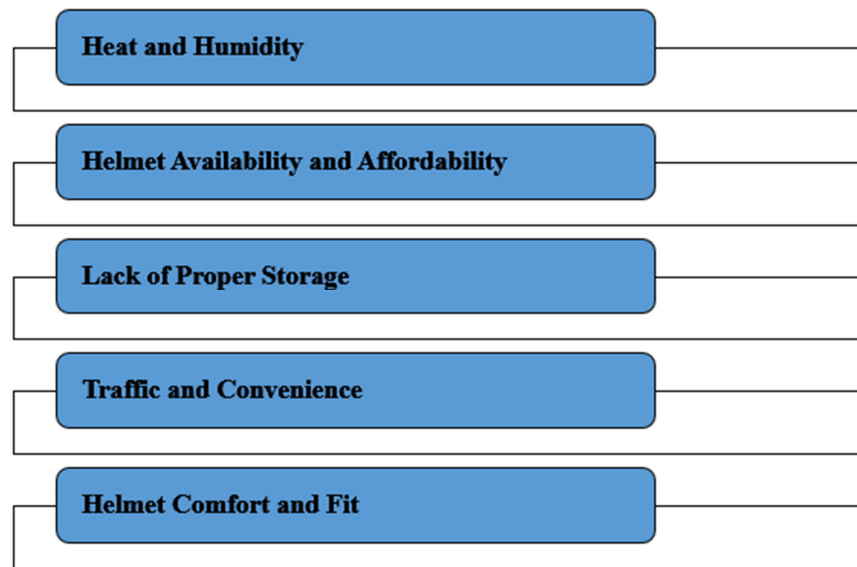 Heat and Humidity
Helmet Availability and Affordability
Lack of Proper Storage
Traffic and Convenience
Helmet Comfort and Fit